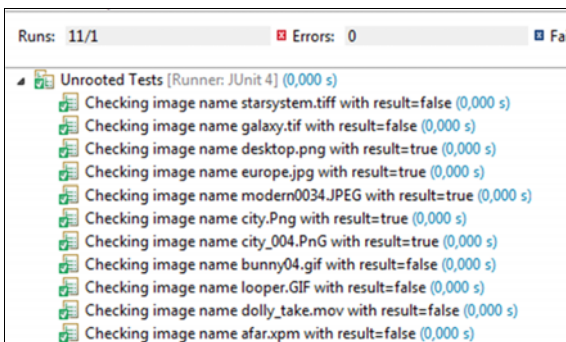 Runs: 11/1 Errors: 0 Fa
Unrooted Tests [Runner: JUnit 4] (0,000 s)
Checking image name starsystem.tiff with result=false (0,000 s)
Checking image name galaxy.tif with result=false (0,000 s)
Checking image name desktop.png with result=true (0,000 s)
Checking image name europe.jpg with result=true (0,000 s)
Checking image name modern0034.JPEG with result=true (0,000 s)
Checking image name city.Png with result=true (0,000 s)
Checking image name city_004.PnG with result=true (0,000 s)
Checking image name bunny04.gif with result=false (0,000 s)
Checking image name looper.GIF with result=false (0,000 s)
Checking image name dolly_take.mov with result=false (0,000 s)
Checking image name afar.xpm with result=false (0,000 s)